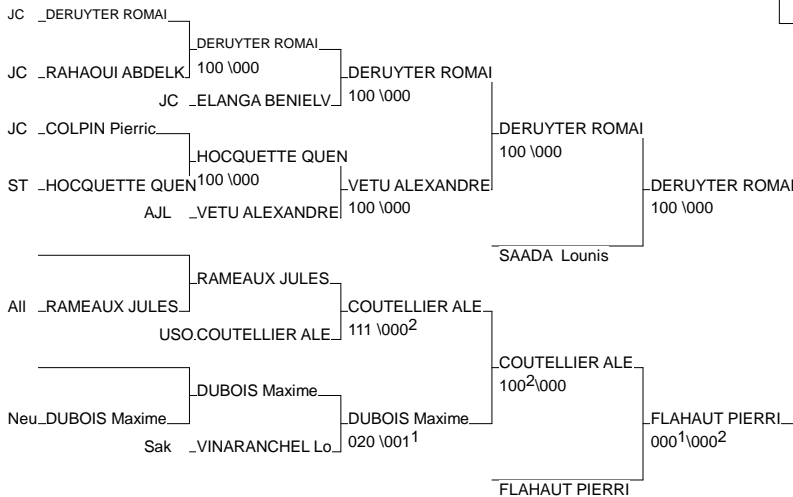 JC DERUYTER ROMAI
DERUYTER ROMAI
100 \000
JC RAHAOUI ABDELK
DERUYTER ROMAI
100 \000
JC ELANGA BENIELV
JC COLPIN Pierric
DERUYTER ROMAI
100 \000
HOCQUETTE QUEN
100 \000
ST HOCQUETTE QUEN
VETU ALEXANDRE
100 \000
DERUYTER ROMAI
100 \000
AJL VETU ALEXANDRE
SAADA Lounis
RAMEAUX JULES
All RAMEAUX JULES
COUTELLIER ALE
111 \000²
USO COUTELLIER ALE
COUTELLIER ALE
100²\000
DUBOIS Maxime
Neu DUBOIS Maxime
DUBOIS Maxime
020 \001¹
FLAHAUT PIERRI
000¹\000²
Sak VINARANCHEL Lo
FLAHAUT PIERRI